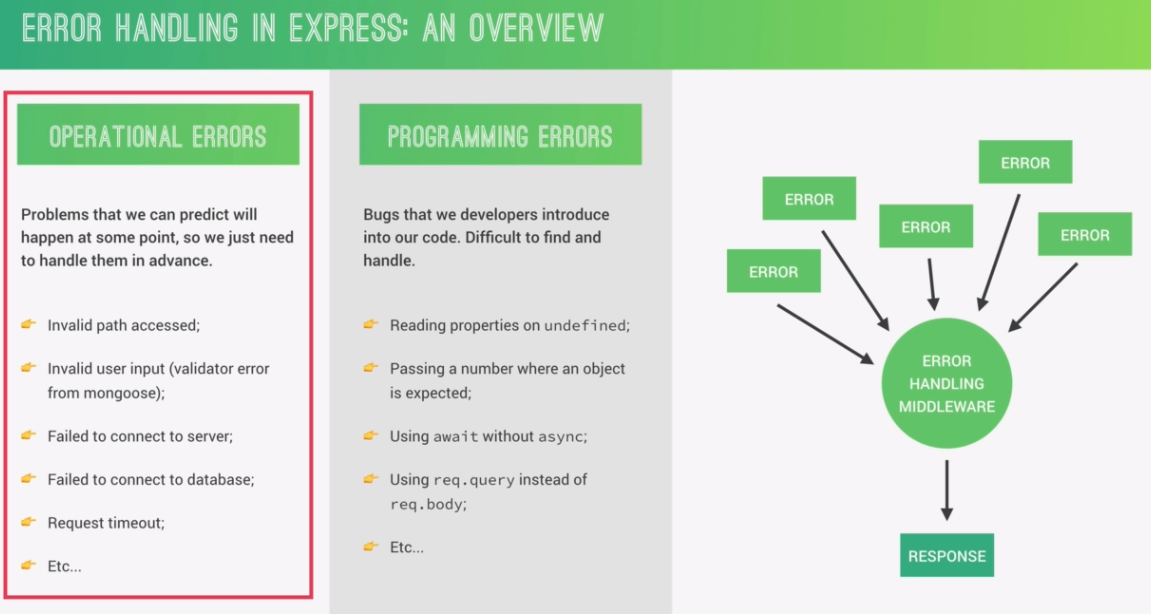 ERROR HANDLING IN EXPRESS: AN OVERVIEW
OPERATIONAL ERRORS
Problems that we can predict will
happen at some point, so we just need
to handle them in advance.
Invalid path accessed;
Invalid user input (validator error
from mongoose);
Failed to connect to server;
Failed to connect to database;
Request timeout;
Etc...
PROGRAMMING ERRORS
Bugs that we developers introduce
into our code. Difficult to find and
handle.
Reading properties on undefined;
Passing a number where an object
is expected;
Using await without async;
Using req.query instead of
req.body;
Etc...
ERROR
ERROR
ERROR
ERROR
ERROR
ERROR
HANDLING
MIDDLEWARE
RESPONSE